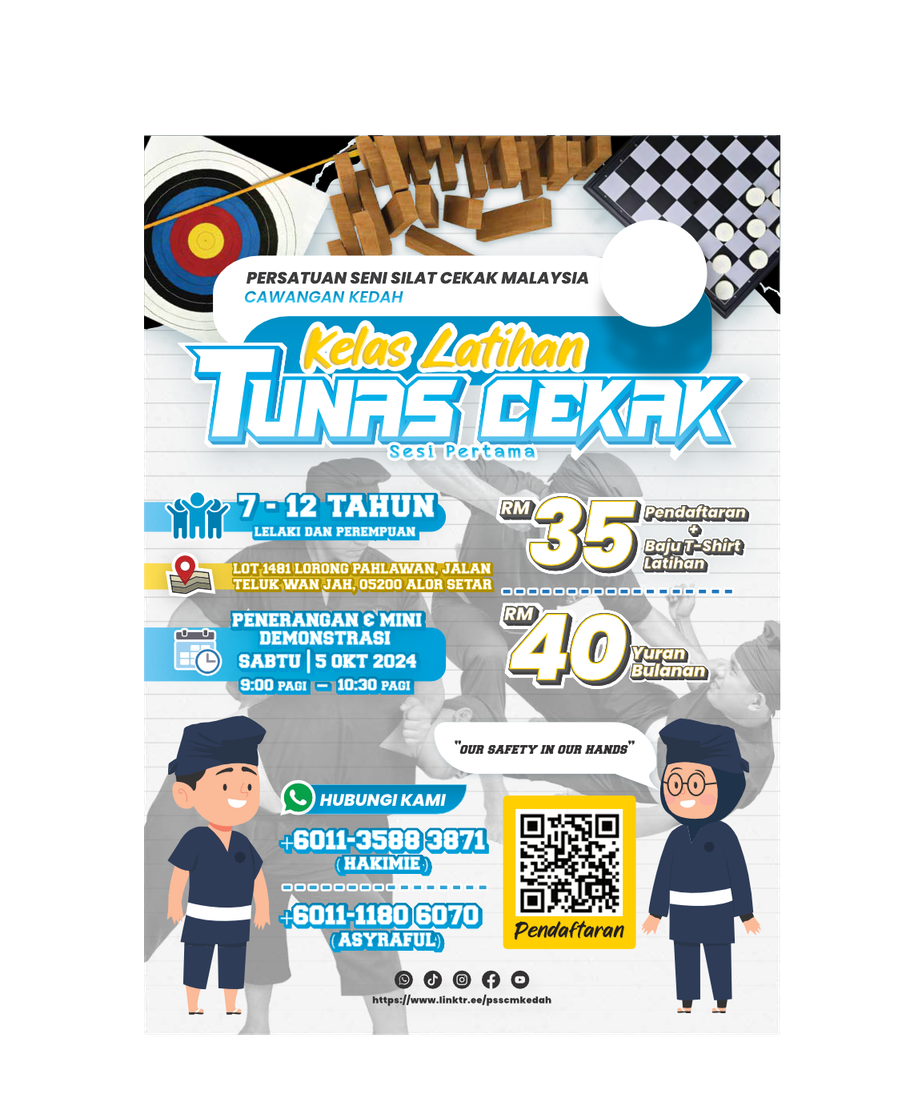 PERSATUAN SENI SILAT CEKAK MALAYSIA
CAWANGAN KEDAH
Kelas Latihan
TUNAS CEKAK
Sesi Pertama
7 - 12 TAHUN
LELAKI DAN PEREMPUAN
LOT 1481 LORONG PAHLAWAN, JALAN
TELUK WAN JAH, 05200 ALOR SETAR
PENERANGAN & MINI
DEMONSTRASI
SABTU | 5 OKT 2024
9:00 PAGI — 10:30 PAGI
RM 35 Pendaftaran
+
Baju T-Shirt
Latihan
RM 40 Yuran
Bulanan
"OUR SAFETY IN OUR HANDS"
HUBUNGI KAMI
+6011-3588 3871
(HAKIMIE)
+6011-1180 6070
(ASYRAFUL)
Pendaftaran
https://www.linktr.ee/psscmkedah